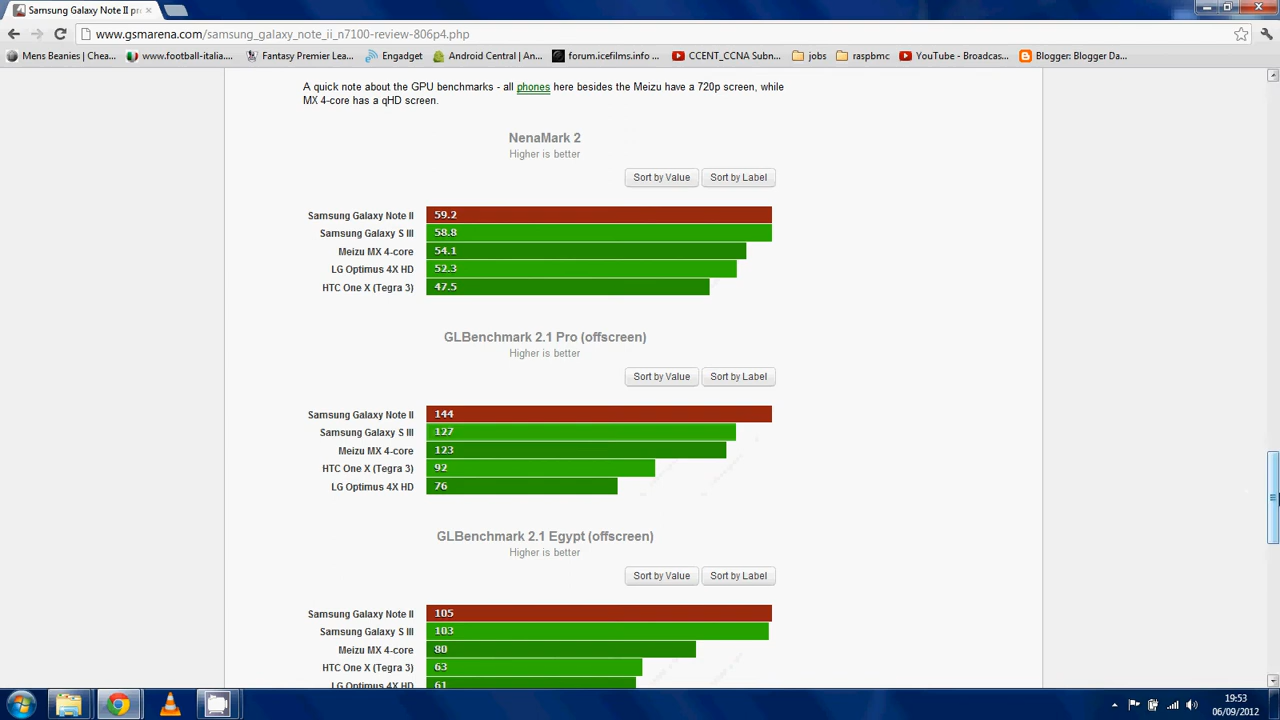 Samsung Galaxy Note II pr
www.gsmarena.com/samsung_galaxy_note_ii_n7100-review-806p4.php
Mens Beanies (Chea... www.football-italia.... Fantasy Premier Lea... Engadget Android Central | An... forum.icefilms.info ... CCENT_CCNA Subn... jobs raspbmc YouTube - Broadcas... Blogger: Blogger Da...
A quick note about the GPU benchmarks - all phones here besides the Meizu have a 720p screen, while
MX 4-core has a qHD screen.
NenaMark 2
Higher is better
Sort by Value Sort by Label
Samsung Galaxy Note II 59.2
Samsung Galaxy S III 58.8
Meizu MX 4-core 54.1
LG Optimus 4X HD 52.3
HTC One X (Tegra 3) 47.5
GLBenchmark 2.1 Pro (offscreen)
Higher is better
Sort by Value Sort by Label
Samsung Galaxy Note II 144
Samsung Galaxy S III 127
Meizu MX 4-core 123
HTC One X (Tegra 3) 92
LG Optimus 4X HD 76
GLBenchmark 2.1 Egypt (offscreen)
Higher is better
Sort by Value Sort by Label
Samsung Galaxy Note II 105
Samsung Galaxy S III 103
Meizu MX 4-core 80
HTC One X (Tegra 3) 63
LG Optimus 4X HD 61
19:53
06/09/2012